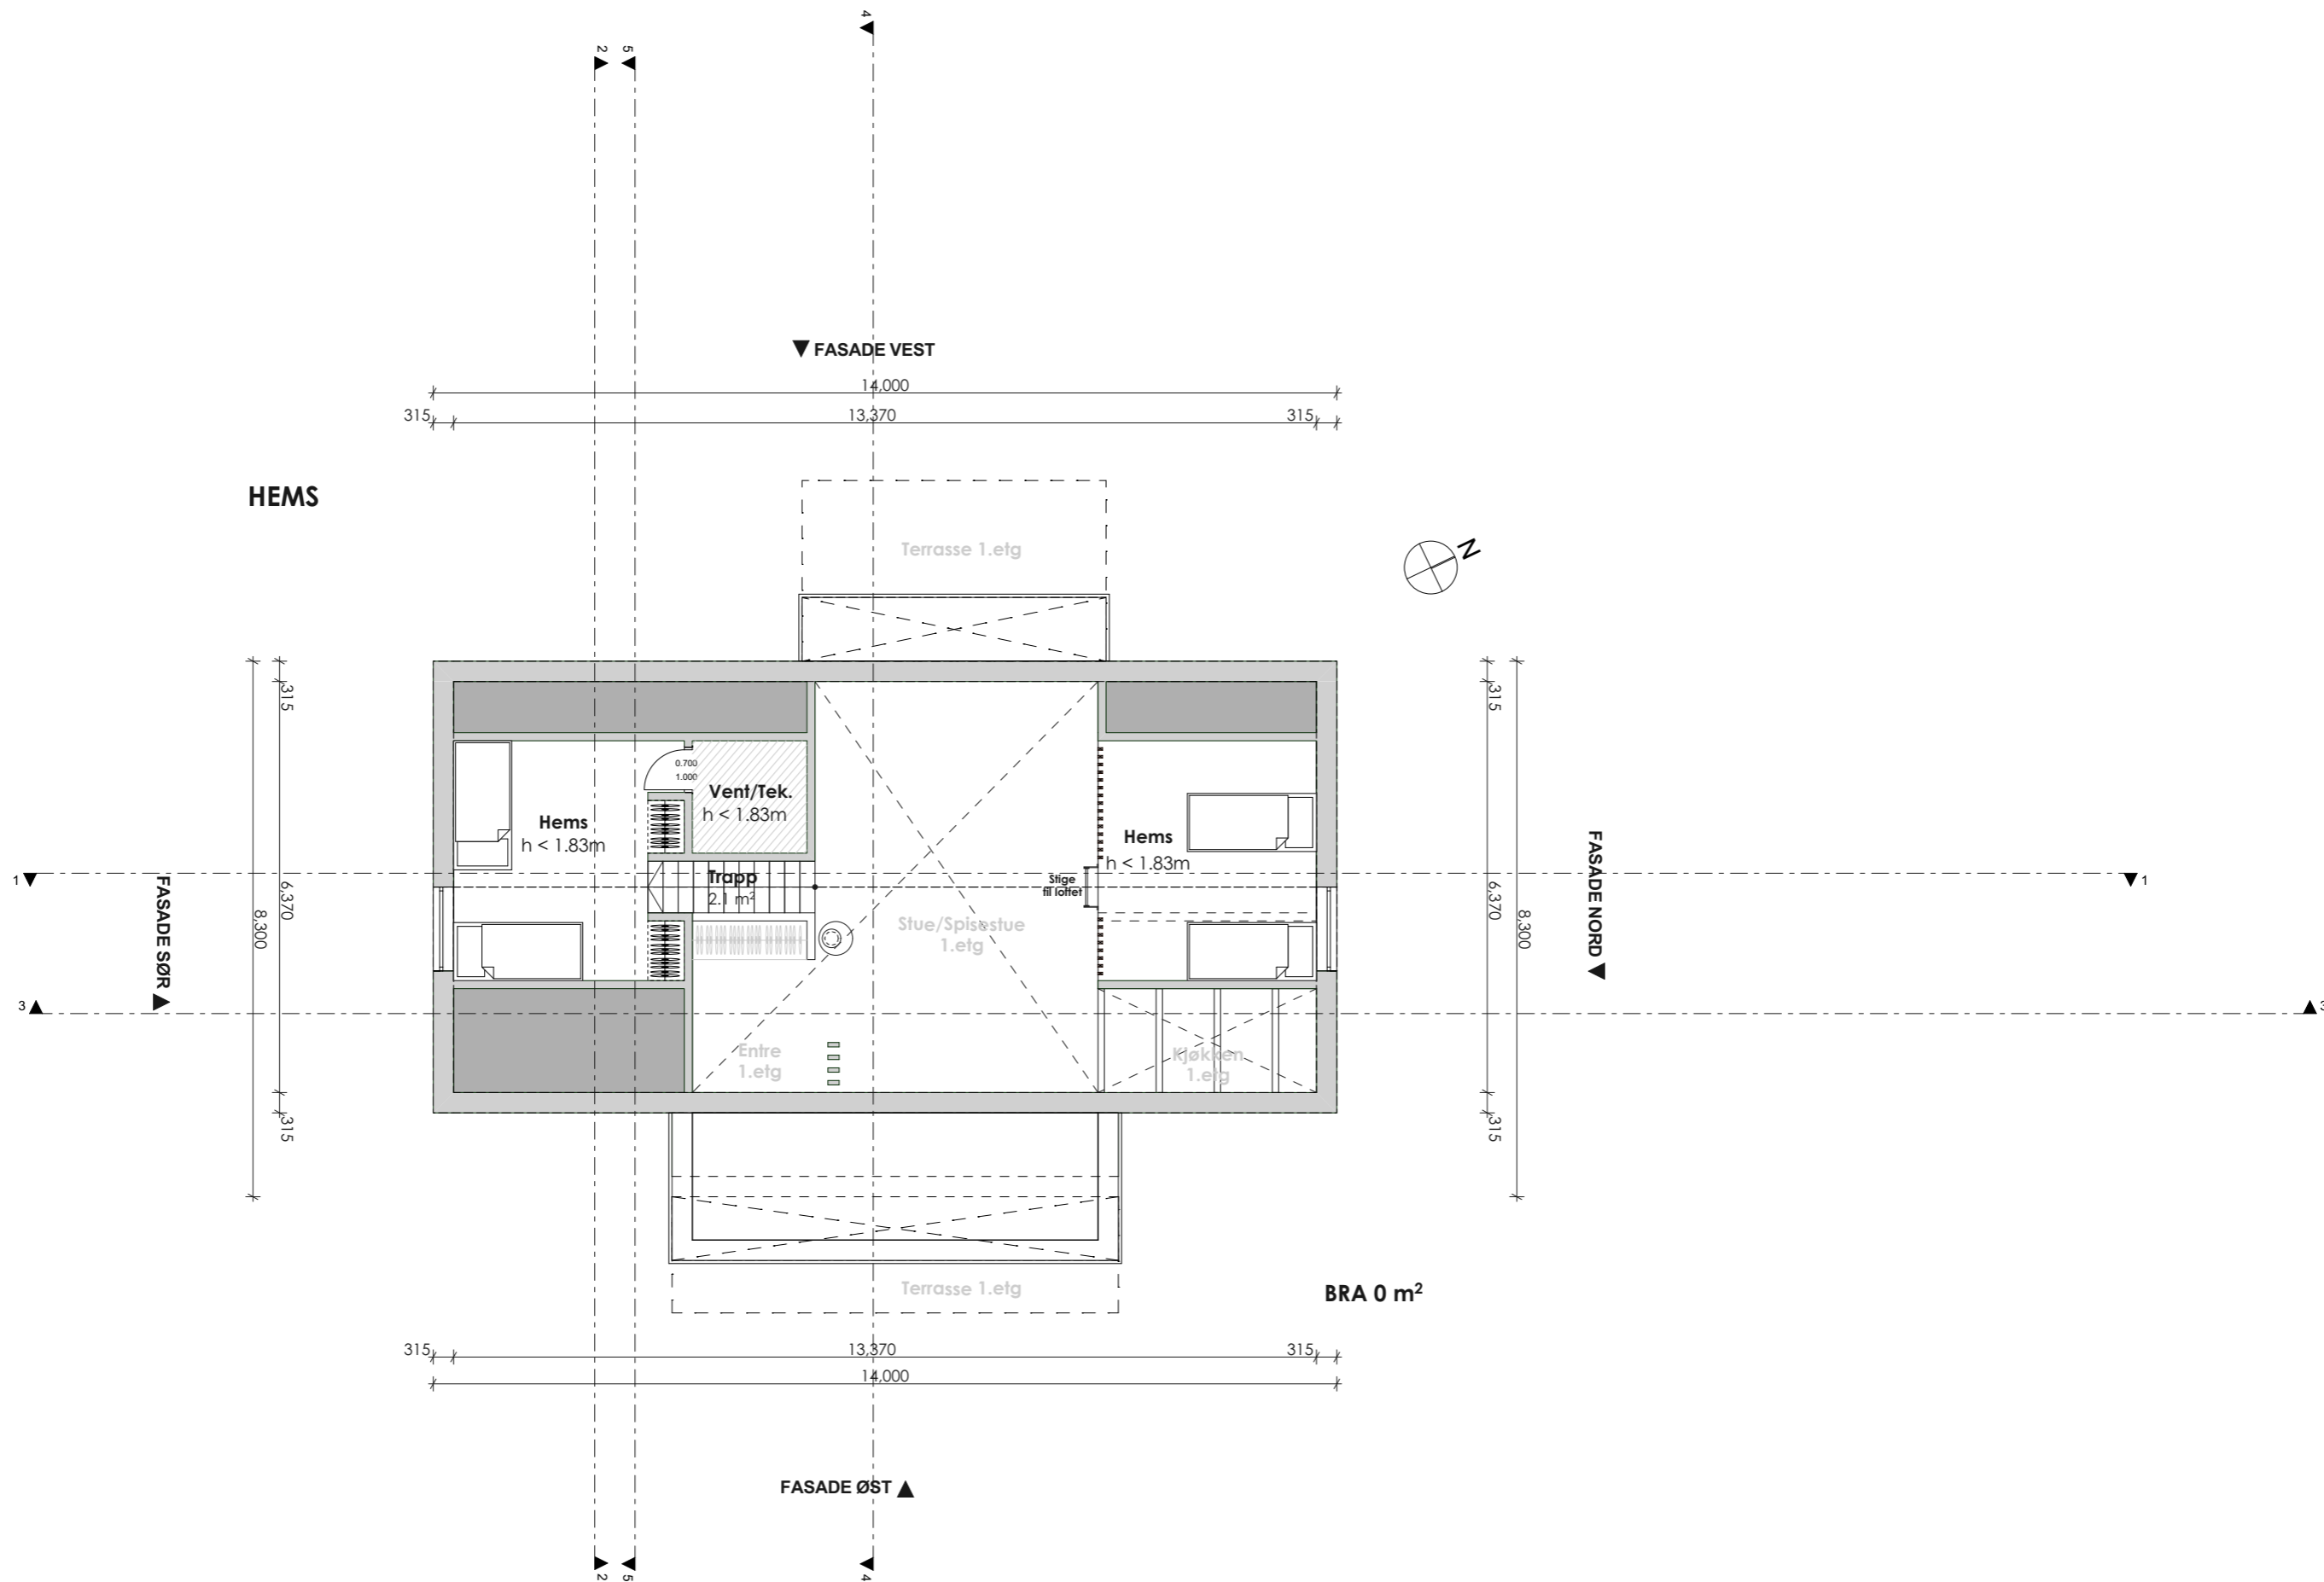 4
2 5
FASADE VEST
14,000
315 13,370 315
HEMS
N
Terrasse 1.etg
315
315
0.700
1.000
Vent/Tek.
h < 1.83m
Hems
h < 1.83m
Hems
h < 1.83m
Trapp
2.1 m²
Stige
til loftet
Stue/Spisestue
1.etg
1
1
FASADE SØR
8,300
6,370
6,370
8,300
FASADE NORD
3
3
Entre
1.etg
Kjøkken
1.etg
315
315
Terrasse 1.etg
BRA 0 m²
315 13,370 315
14,000
FASADE ØST
2 5
4